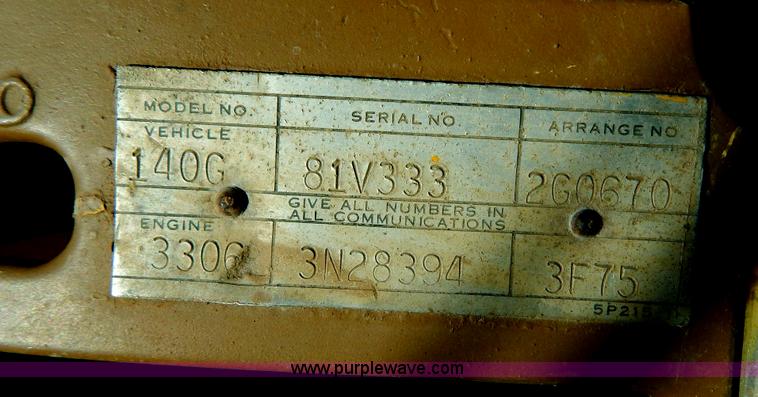 MODEL NO. SERIAL NO. ARRANGE NO.
VEHICLE
140G 81V333 2G0670
GIVE ALL NUMBERS IN
ALL COMMUNICATIONS
ENGINE
3306 3N28394 3F75
www.purplewave.com